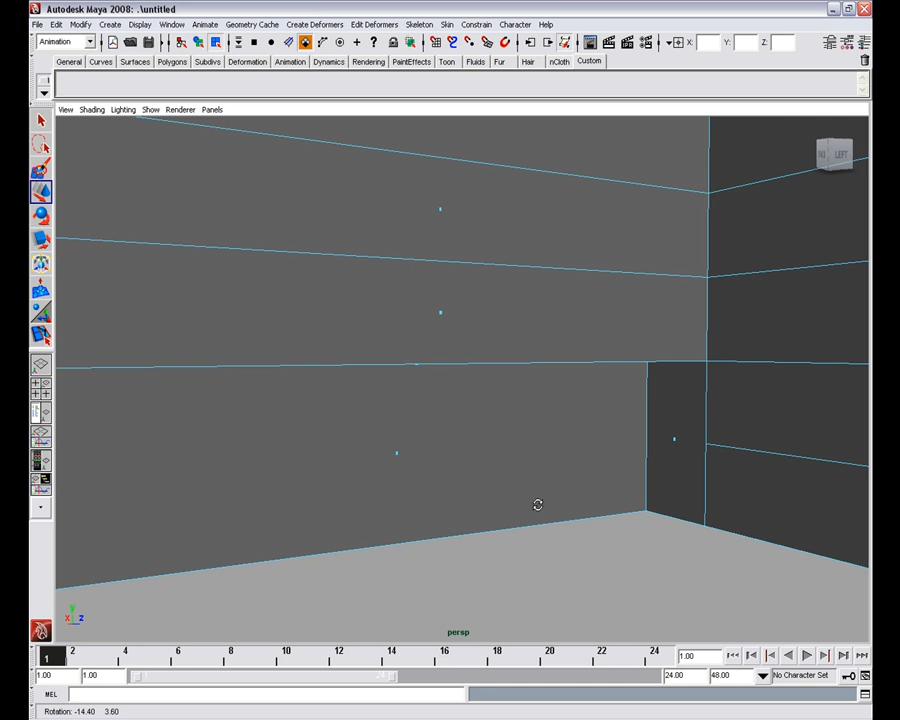 Autodesk Maya 2008: .\untitled
File Edit Modify Create Display Window Animate Geometry Cache Create Deformers Edit Deformers Skeleton Skin Constrain Character Help
Animation X: Y: Z:
General Curves Surfaces Polygons Subdivs Deformation Animation Dynamics Rendering PaintEffects Toon Fluids Fur Hair nCloth Custom
View Shading Lighting Show Renderer Panels
LEFT
X Y Z
persp
1 2 4 6 8 10 12 14 16 18 20 22 24 1.00
1.00 1.00 1 24 24.00 48.00 No Character Set
MEL
Rotation: -14.40 3.60